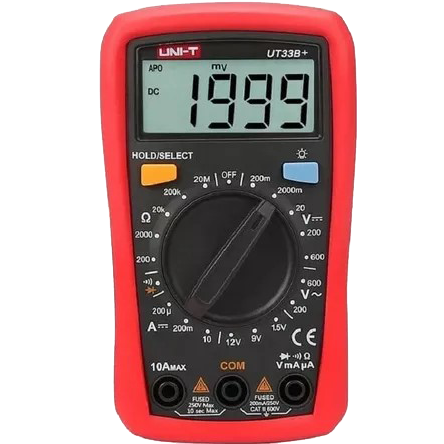 UNI-T UT33B+
APO mV
DC 1999
HOLD/SELECT
20M OFF 200m
200k 2000m
Ω 20k 20 V⎓
2000 200
200 600
600
200µ V~
A⎓ 200m 200
10 12V 9V 1.5V
CE
10AMAX COM VmAµA
Ω
FUSED
250V Max
10 sec Max
FUSED
200mA/250V
CAT II 600V